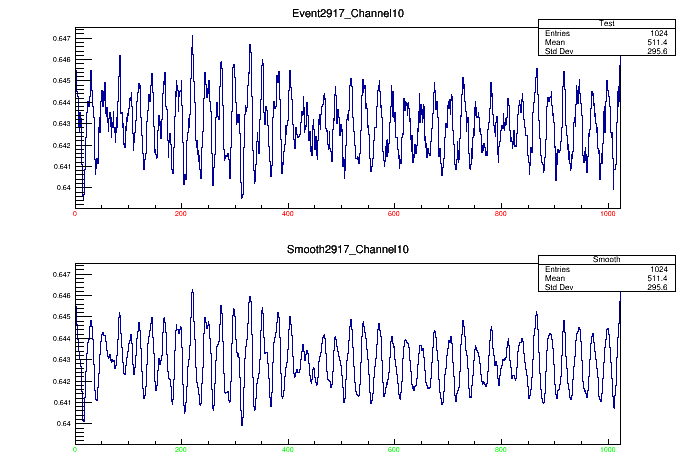 Event2917_Channel10
Test
Entries 1024
Mean 511.4
Std Dev 295.6
0.647
0.646
0.645
0.644
0.643
0.642
0.641
0.64
0 200 400 600 800 1000
Smooth2917_Channel10
Smooth
Entries 1024
Mean 511.4
Std Dev 295.6
0.647
0.646
0.645
0.644
0.643
0.642
0.641
0.64
0 200 400 600 800 1000